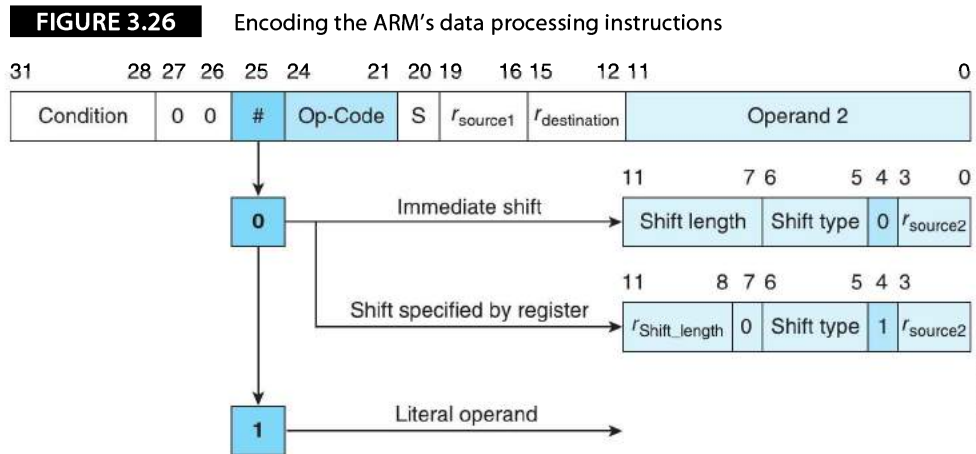 FIGURE 3.26 Encoding the ARM's data processing instructions
31 28 27 26 25 24 21 20 19 16 15 12 11 0
Condition 0 0 # Op-Code S rsource1 rdestination Operand 2
11 7 6 5 4 3 0
0 Immediate shift Shift length Shift type 0 rsource2
11 8 7 6 5 4 3
Shift specified by register rShift_length 0 Shift type 1 rsource2
1 Literal operand